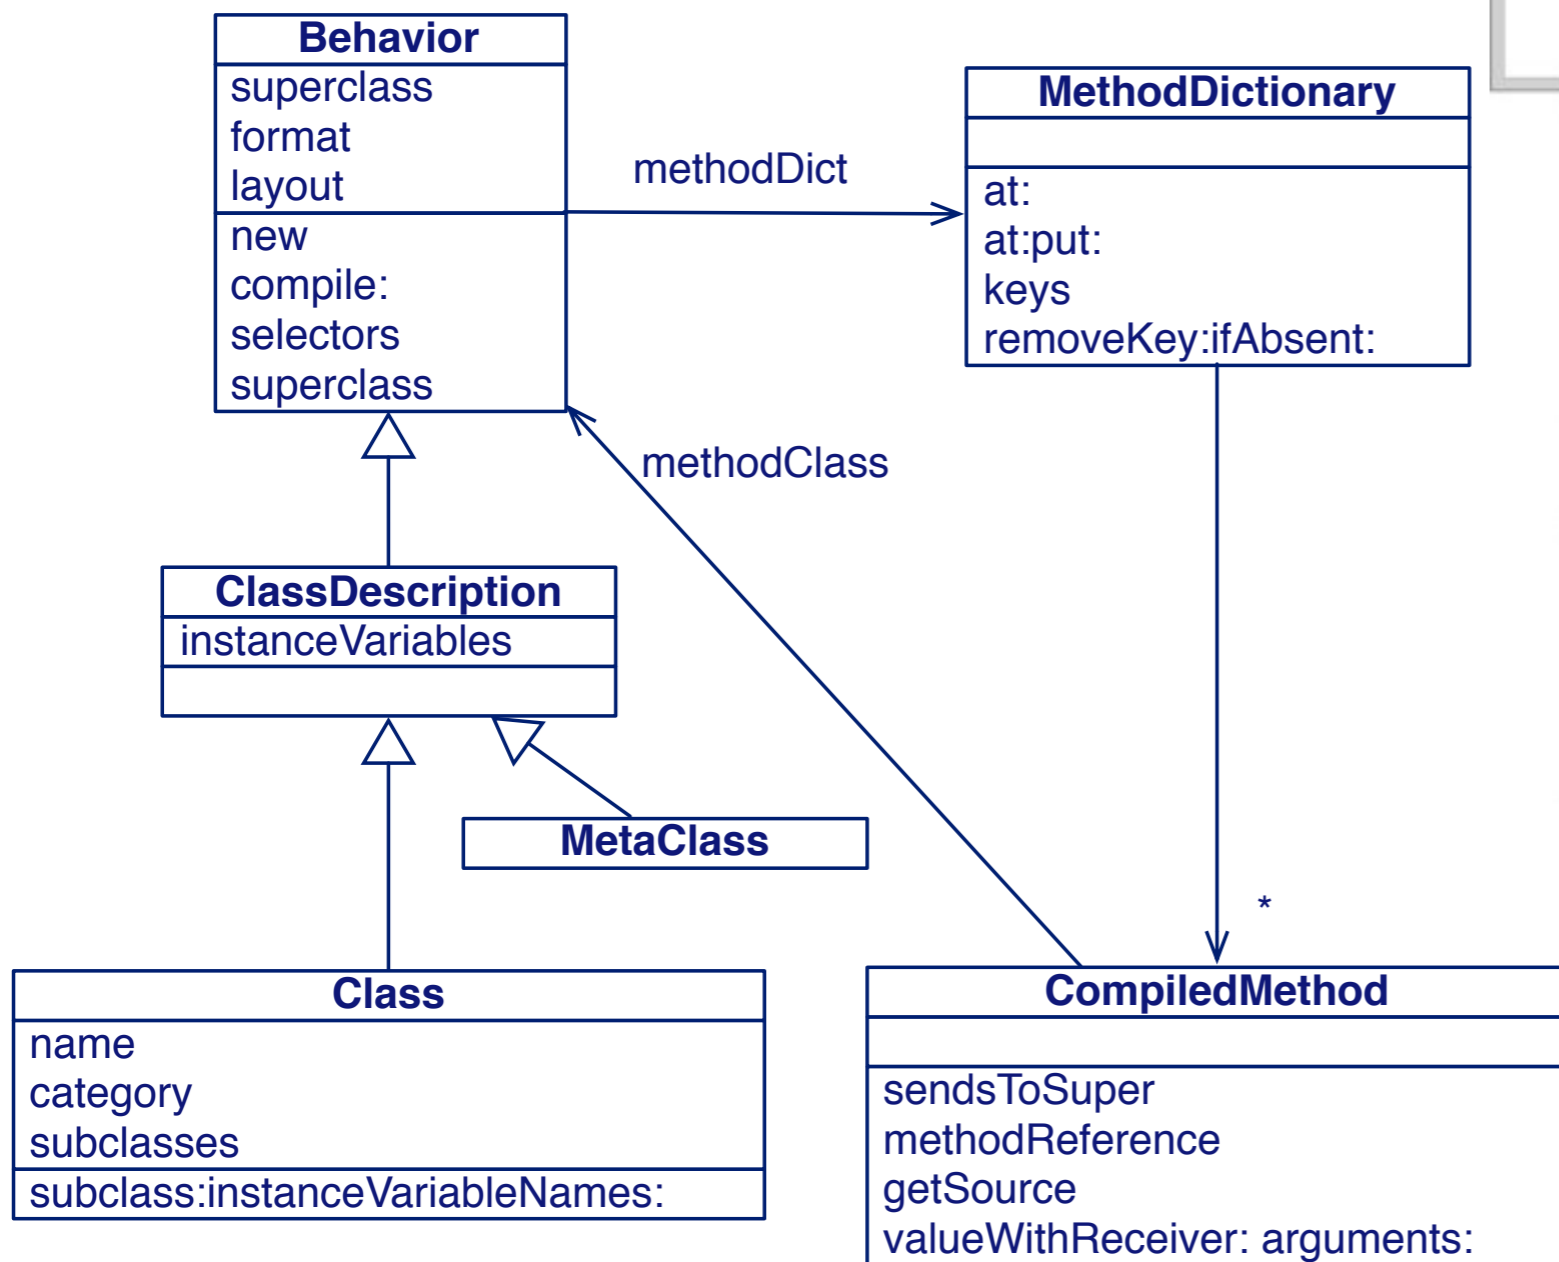 Behavior
superclass
format
layout
new
compile:
selectors
superclass
methodDict
MethodDictionary
at:
at:put:
keys
removeKey:ifAbsent:
methodClass
ClassDescription
instanceVariables
MetaClass
*
Class
name
category
subclasses
subclass:instanceVariableNames:
CompiledMethod
sendsToSuper
methodReference
getSource
valueWithReceiver: arguments: